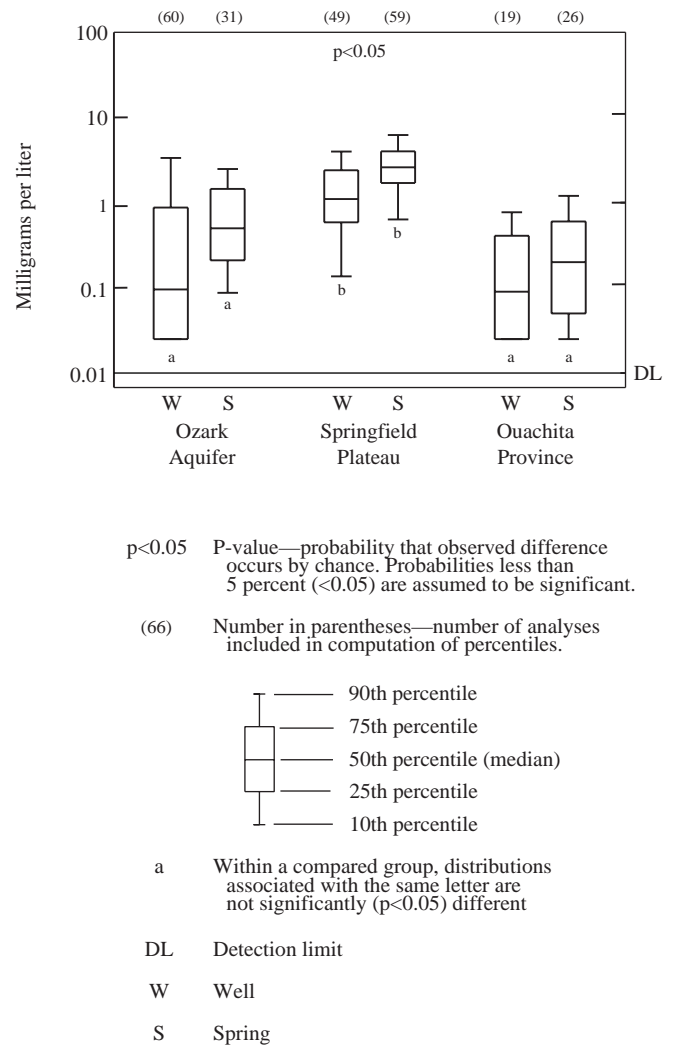 (60) (31) (49) (59) (19) (26)
100
p<0.05
10
1
0.1
0.01
Milligrams per liter
a a b b a a
DL
W S W S W S
Ozark Springfield Ouachita
Aquifer Plateau Province
p<0.05 P-value—probability that observed difference
occurs by chance. Probabilities less than
5 percent (<0.05) are assumed to be significant.
(66) Number in parentheses—number of analyses
included in computation of percentiles.
90th percentile
75th percentile
50th percentile (median)
25th percentile
10th percentile
a Within a compared group, distributions
associated with the same letter are
not significantly (p<0.05) different
DL Detection limit
W Well
S Spring